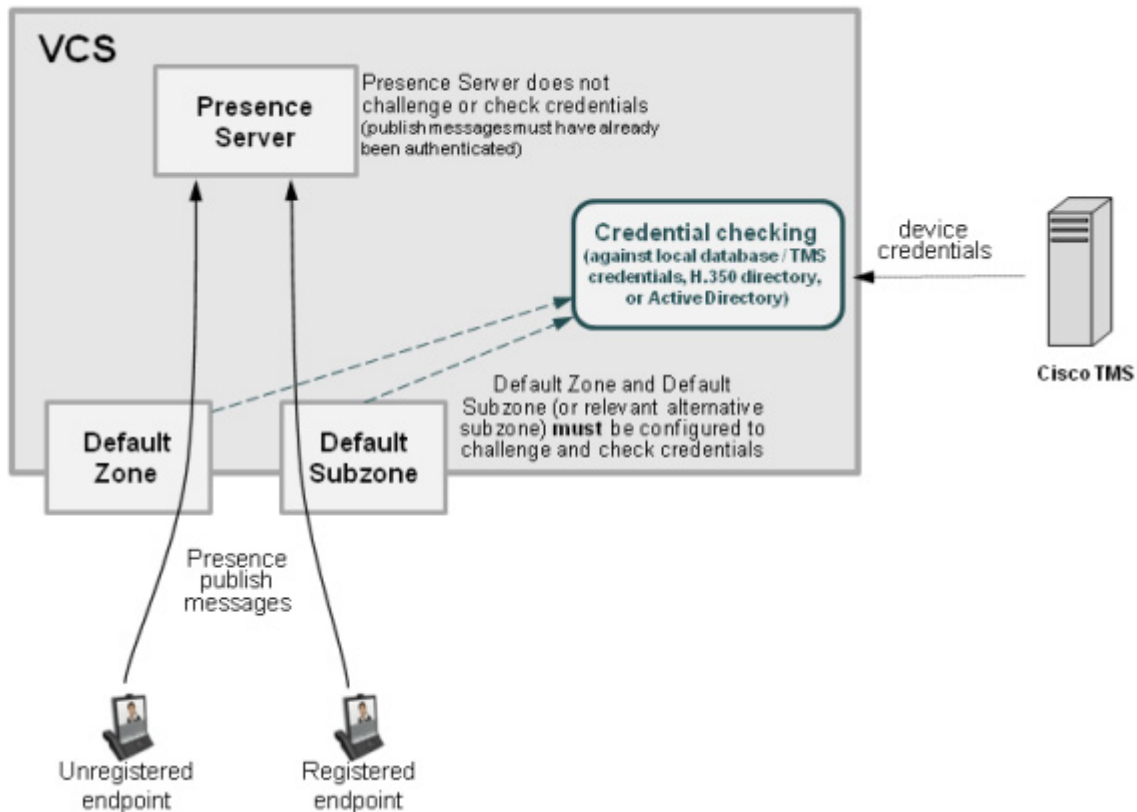 VCS
Presence
Server
Presence Server does not
challenge or check credentials
(publish messages must have already
been authenticated)
Credential checking
(against local database / TMS
credentials, H.350 directory,
or Active Directory)
device
credentials
Cisco TMS
Default Zone and Default
Subzone (or relevant alternative
subzone) must be configured to
challenge and check credentials
Default
Zone
Default
Subzone
Presence
publish
messages
Unregistered
endpoint
Registered
endpoint